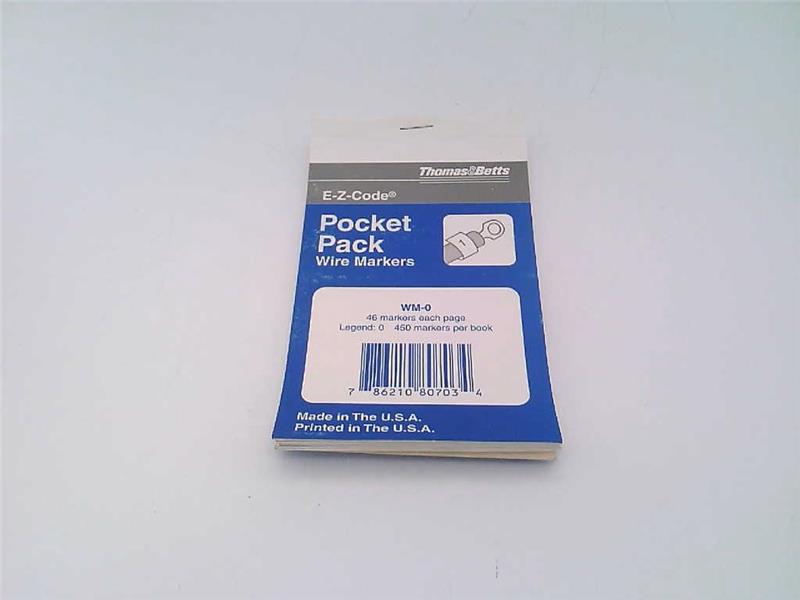 Thomas&Betts
E-Z-Code®
Pocket
Pack
Wire Markers
1
WM-0
46 markers each page
Legend: 0 450 markers per book
7 86210 80703 4
Made in The U.S.A.
Printed in The U.S.A.